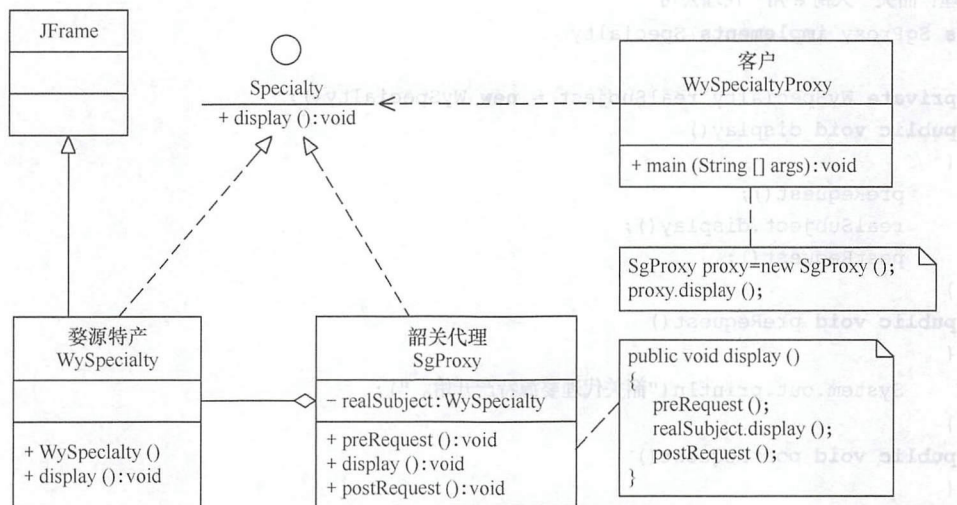 JFrame
Specialty
+ display ():void
客户
WySpecialtyProxy
+ main (String [] args):void
SgProxy proxy=new SgProxy ();
proxy.display ();
婺源特产
WySpecialty
+ WySpecialty ()
+ display ():void
韶关代理
SgProxy
- realSubject:WySpecialty
+ preRequest ():void
+ display ():void
+ postRequest ():void
public void display ()
{
preRequest ();
realSubject.display ();
postRequest ();
}